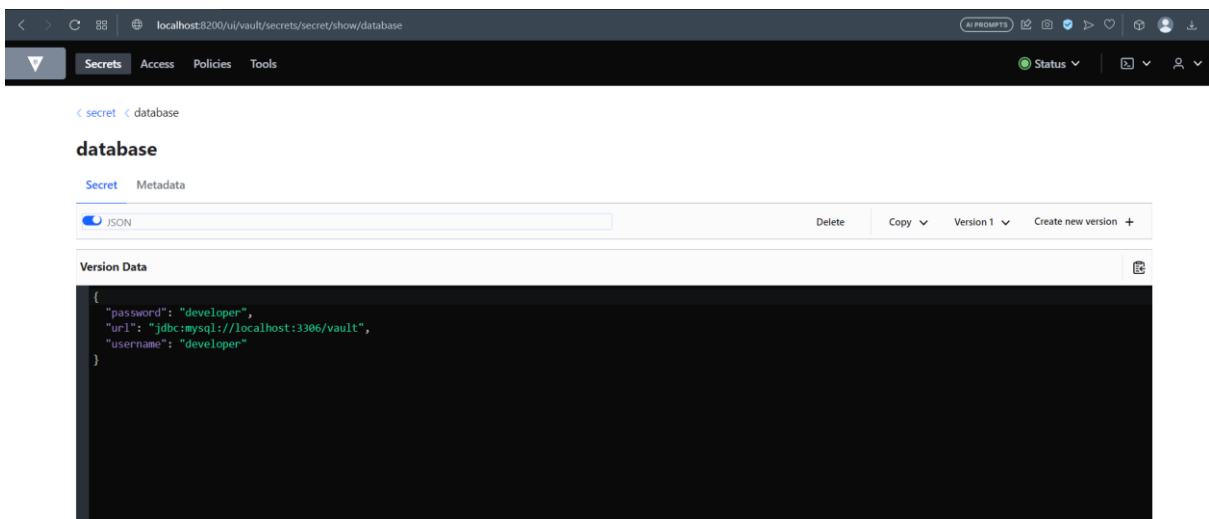 localhost:8200/ui/vault/secrets/secret/show/database
AI PROMPTS
Secrets Access Policies Tools
Status
< secret < database
database
Secret Metadata
JSON
Delete Copy Version 1 Create new version +
Version Data
{
"password": "developer",
"url": "jdbc:mysql://localhost:3306/vault",
"username": "developer"
}